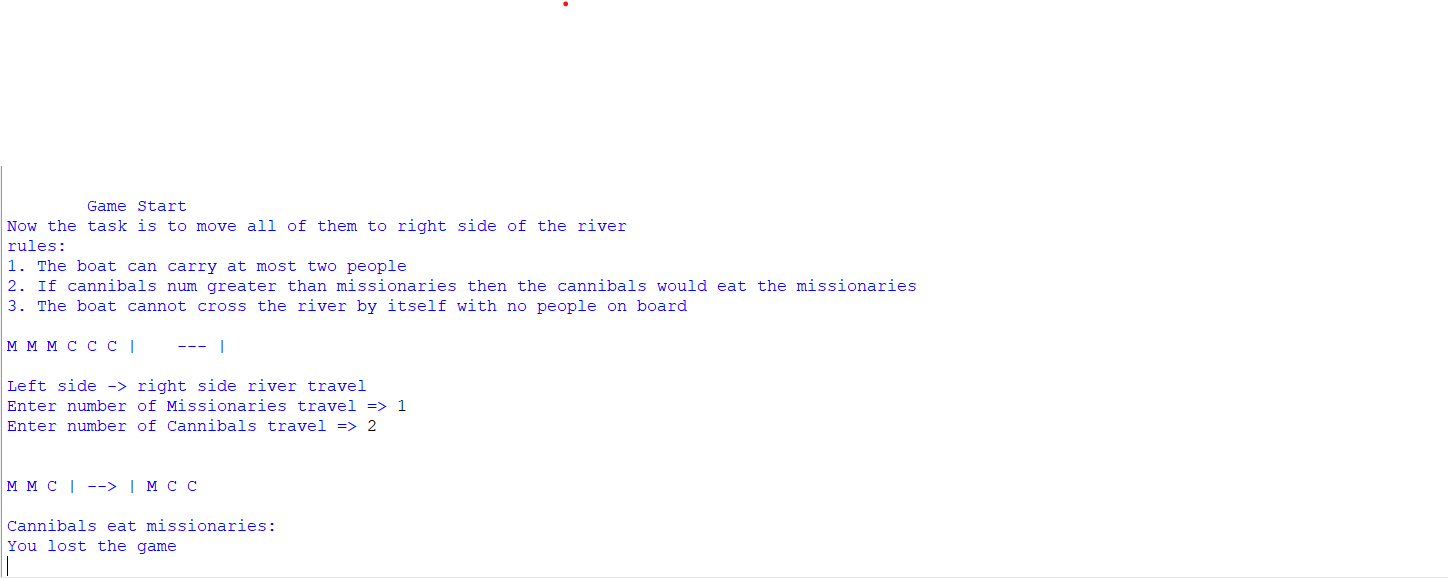 Game Start
Now the task is to move all of them to right side of the river
rules:
1. The boat can carry at most two people
2. If cannibals num greater than missionaries then the cannibals would eat the missionaries
3. The boat cannot cross the river by itself with no people on board
M M M C C C |    --- |
Left side -> right side river travel
Enter number of Missionaries travel => 1
Enter number of Cannibals travel => 2
M M C | --> | M C C
Cannibals eat missionaries:
You lost the game